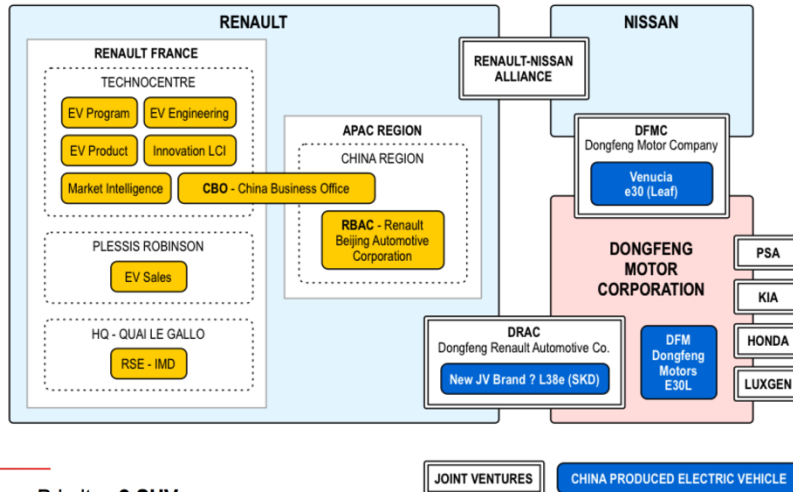 RENAULT
NISSAN
RENAULT FRANCE
TECHNOCENTRE
EV Program
EV Engineering
EV Product
Innovation LCI
Market Intelligence
CBO - China Business Office
PLESSIS ROBINSON
EV Sales
HQ - QUAI LE GALLO
RSE - IMD
APAC REGION
CHINA REGION
RBAC - Renault
Beijing Automotive
Corporation
RENAULT-NISSAN
ALLIANCE
DFMC
Dongfeng Motor Company
Venucia
e30 (Leaf)
DONGFENG
MOTOR
CORPORATION
PSA
KIA
HONDA
LUXGEN
DRAC
Dongfeng Renault Automotive Co.
New JV Brand ? L38e (SKD)
DFM
Dongfeng
Motors
E30L
JOINT VENTURES
CHINA PRODUCED ELECTRIC VEHICLE